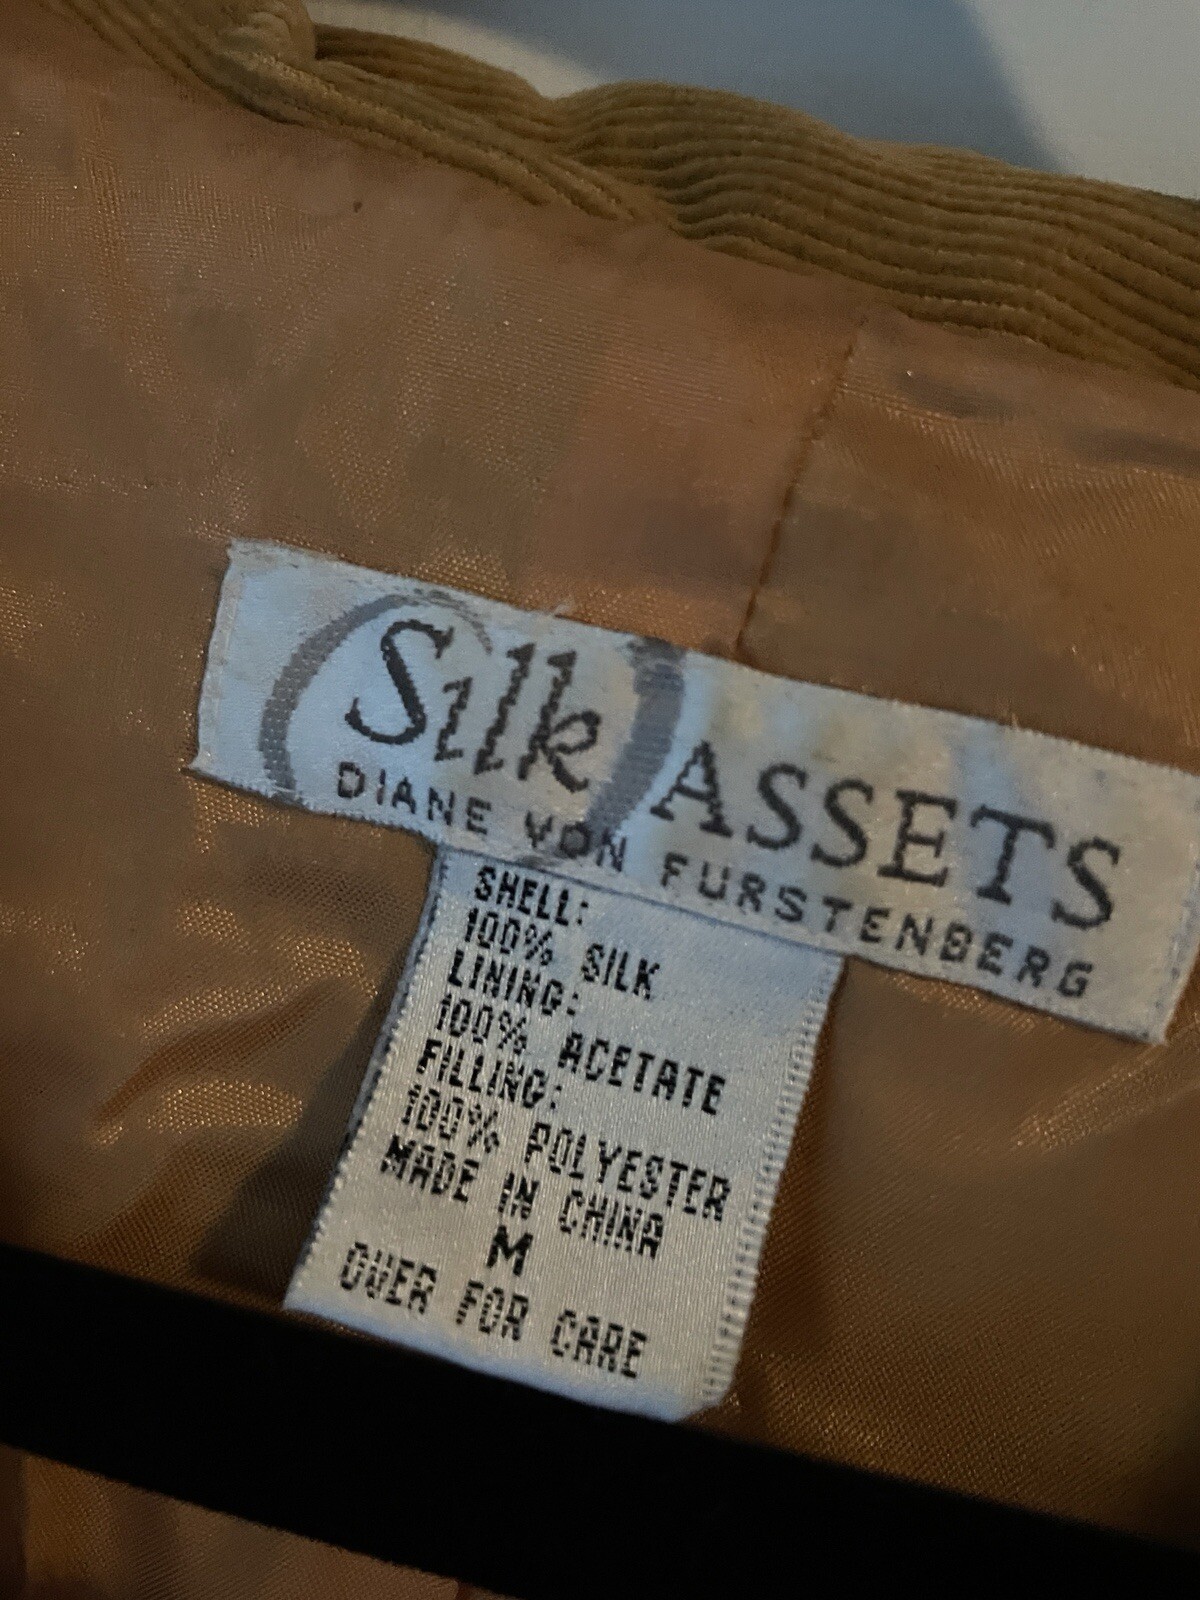 Silk ASSETS
DIANE VON FURSTENBERG
SHELL:
100% SILK
LINING:
100% ACETATE
FILLING:
100% POLYESTER
MADE IN CHINA
M
OVER FOR CARE